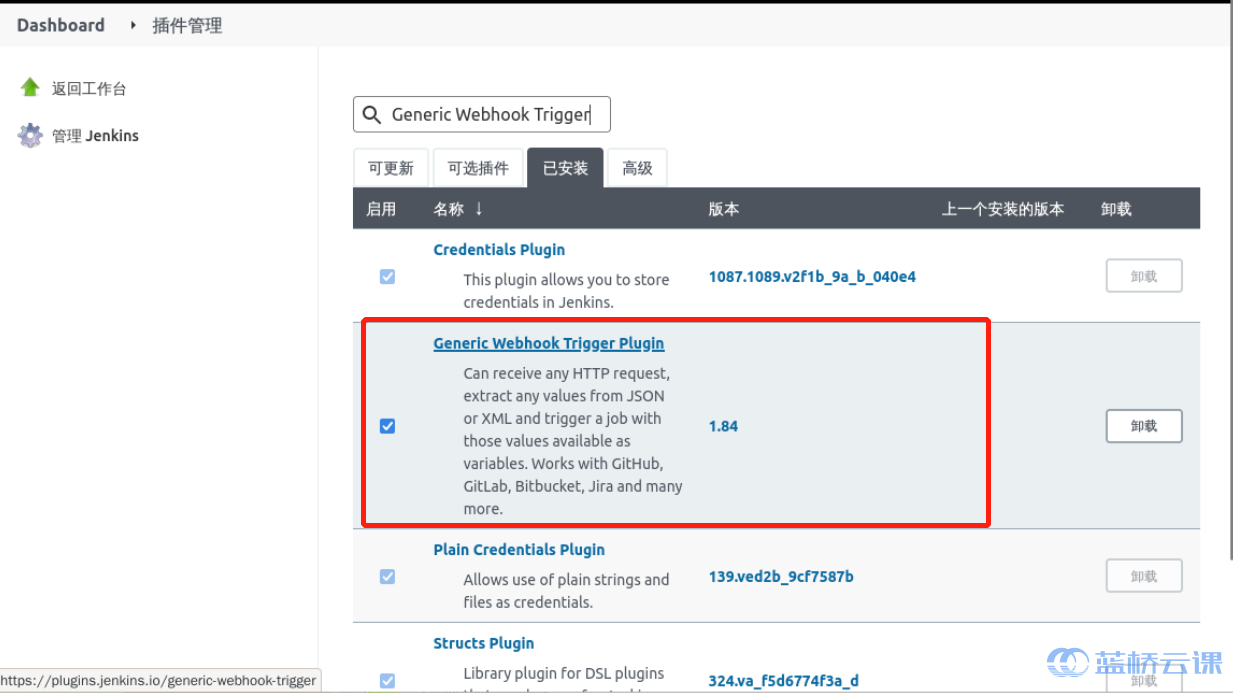 Dashboard 插件管理
返回工作台
管理 Jenkins
Generic Webhook Trigger
可更新 可选插件 已安装 高级
启用 名称 ↓ 版本 上一个安装的版本 卸载
Credentials Plugin
This plugin allows you to store
credentials in Jenkins.
1087.1089.v2f1b_9a_b_040e4
卸载
Generic Webhook Trigger Plugin
Can receive any HTTP request,
extract any values from JSON
or XML and trigger a job with
those values available as
variables. Works with GitHub,
GitLab, Bitbucket, Jira and many
more.
1.84
卸载
Plain Credentials Plugin
Allows use of plain strings and
files as credentials.
139.ved2b_9cf7587b
卸载
Structs Plugin
Library plugin for DSL plugins
324.va_f5d6774f3a_d
卸载
https://plugins.jenkins.io/generic-webhook-trigger
蓝桥云课